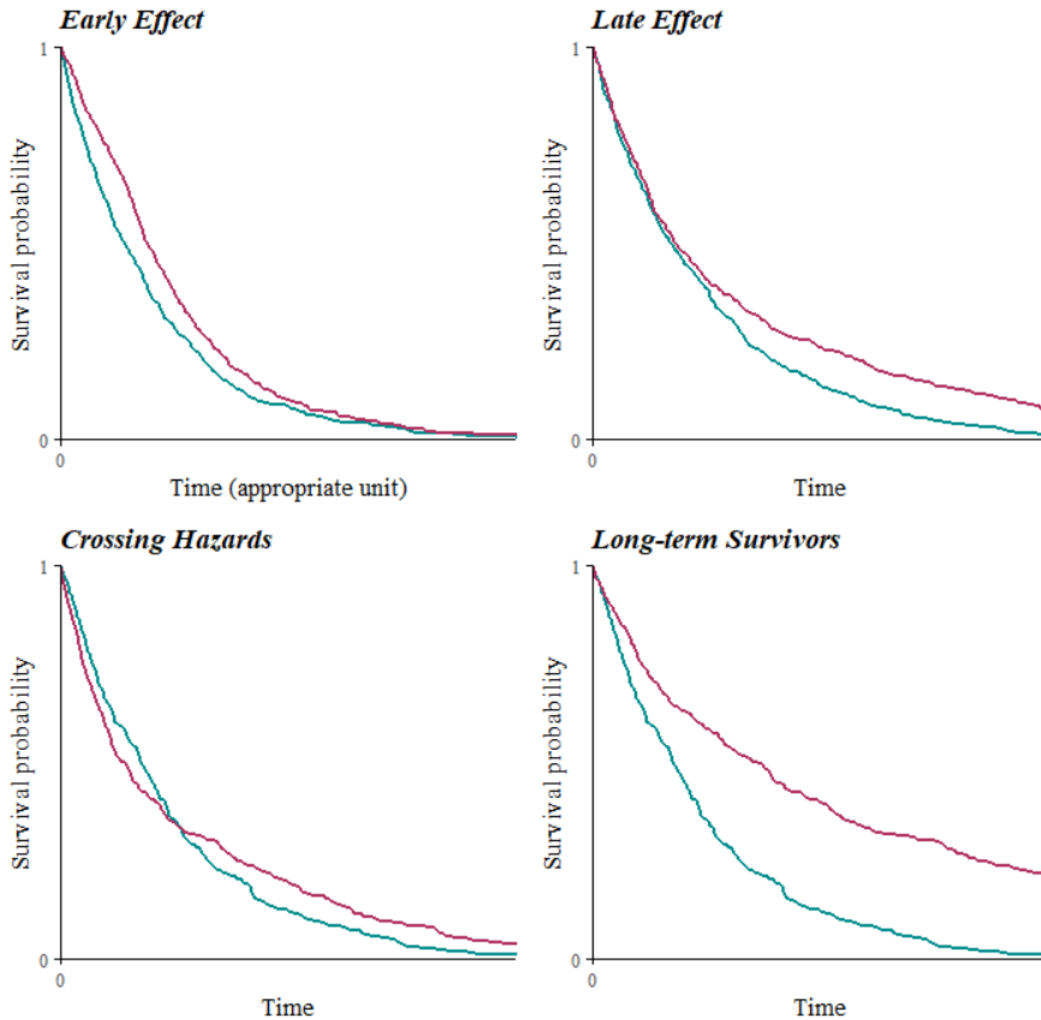 Early Effect
1
Survival probability
0
0
Time (appropriate unit)
Late Effect
1
Survival probability
0
0
Time
Crossing Hazards
1
Survival probability
0
0
Time
Long-term Survivors
1
Survival probability
0
0
Time